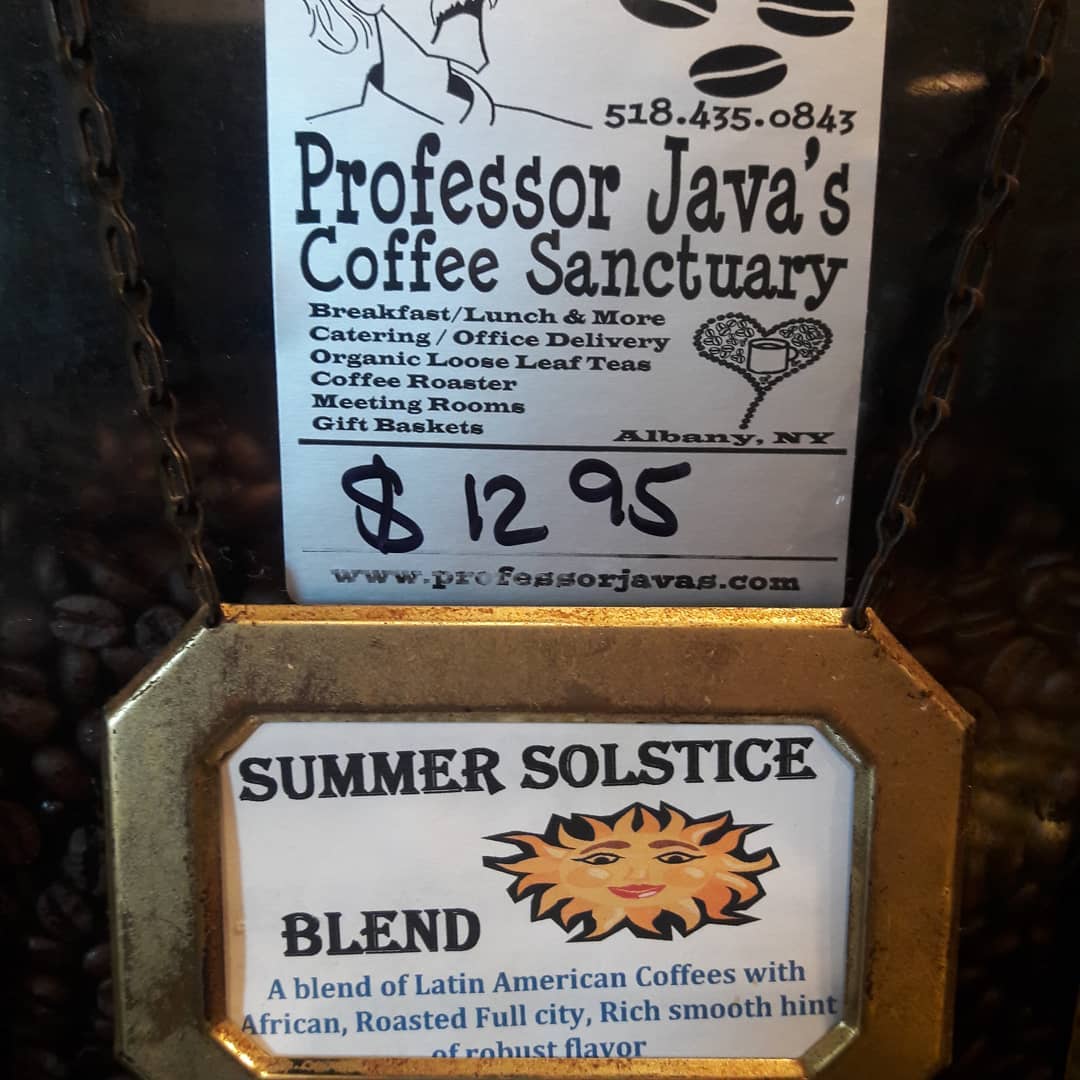 518.435.0843
Professor Java's
Coffee Sanctuary
Breakfast/Lunch & More
Catering / Office Delivery
Organic Loose Leaf Teas
Coffee Roaster
Meeting Rooms
Gift Baskets
Albany, NY
$ 12 95
www.professorjavas.com
SUMMER SOLSTICE
BLEND
A blend of Latin American Coffees with
African, Roasted Full city, Rich smooth hint
of robust flavor